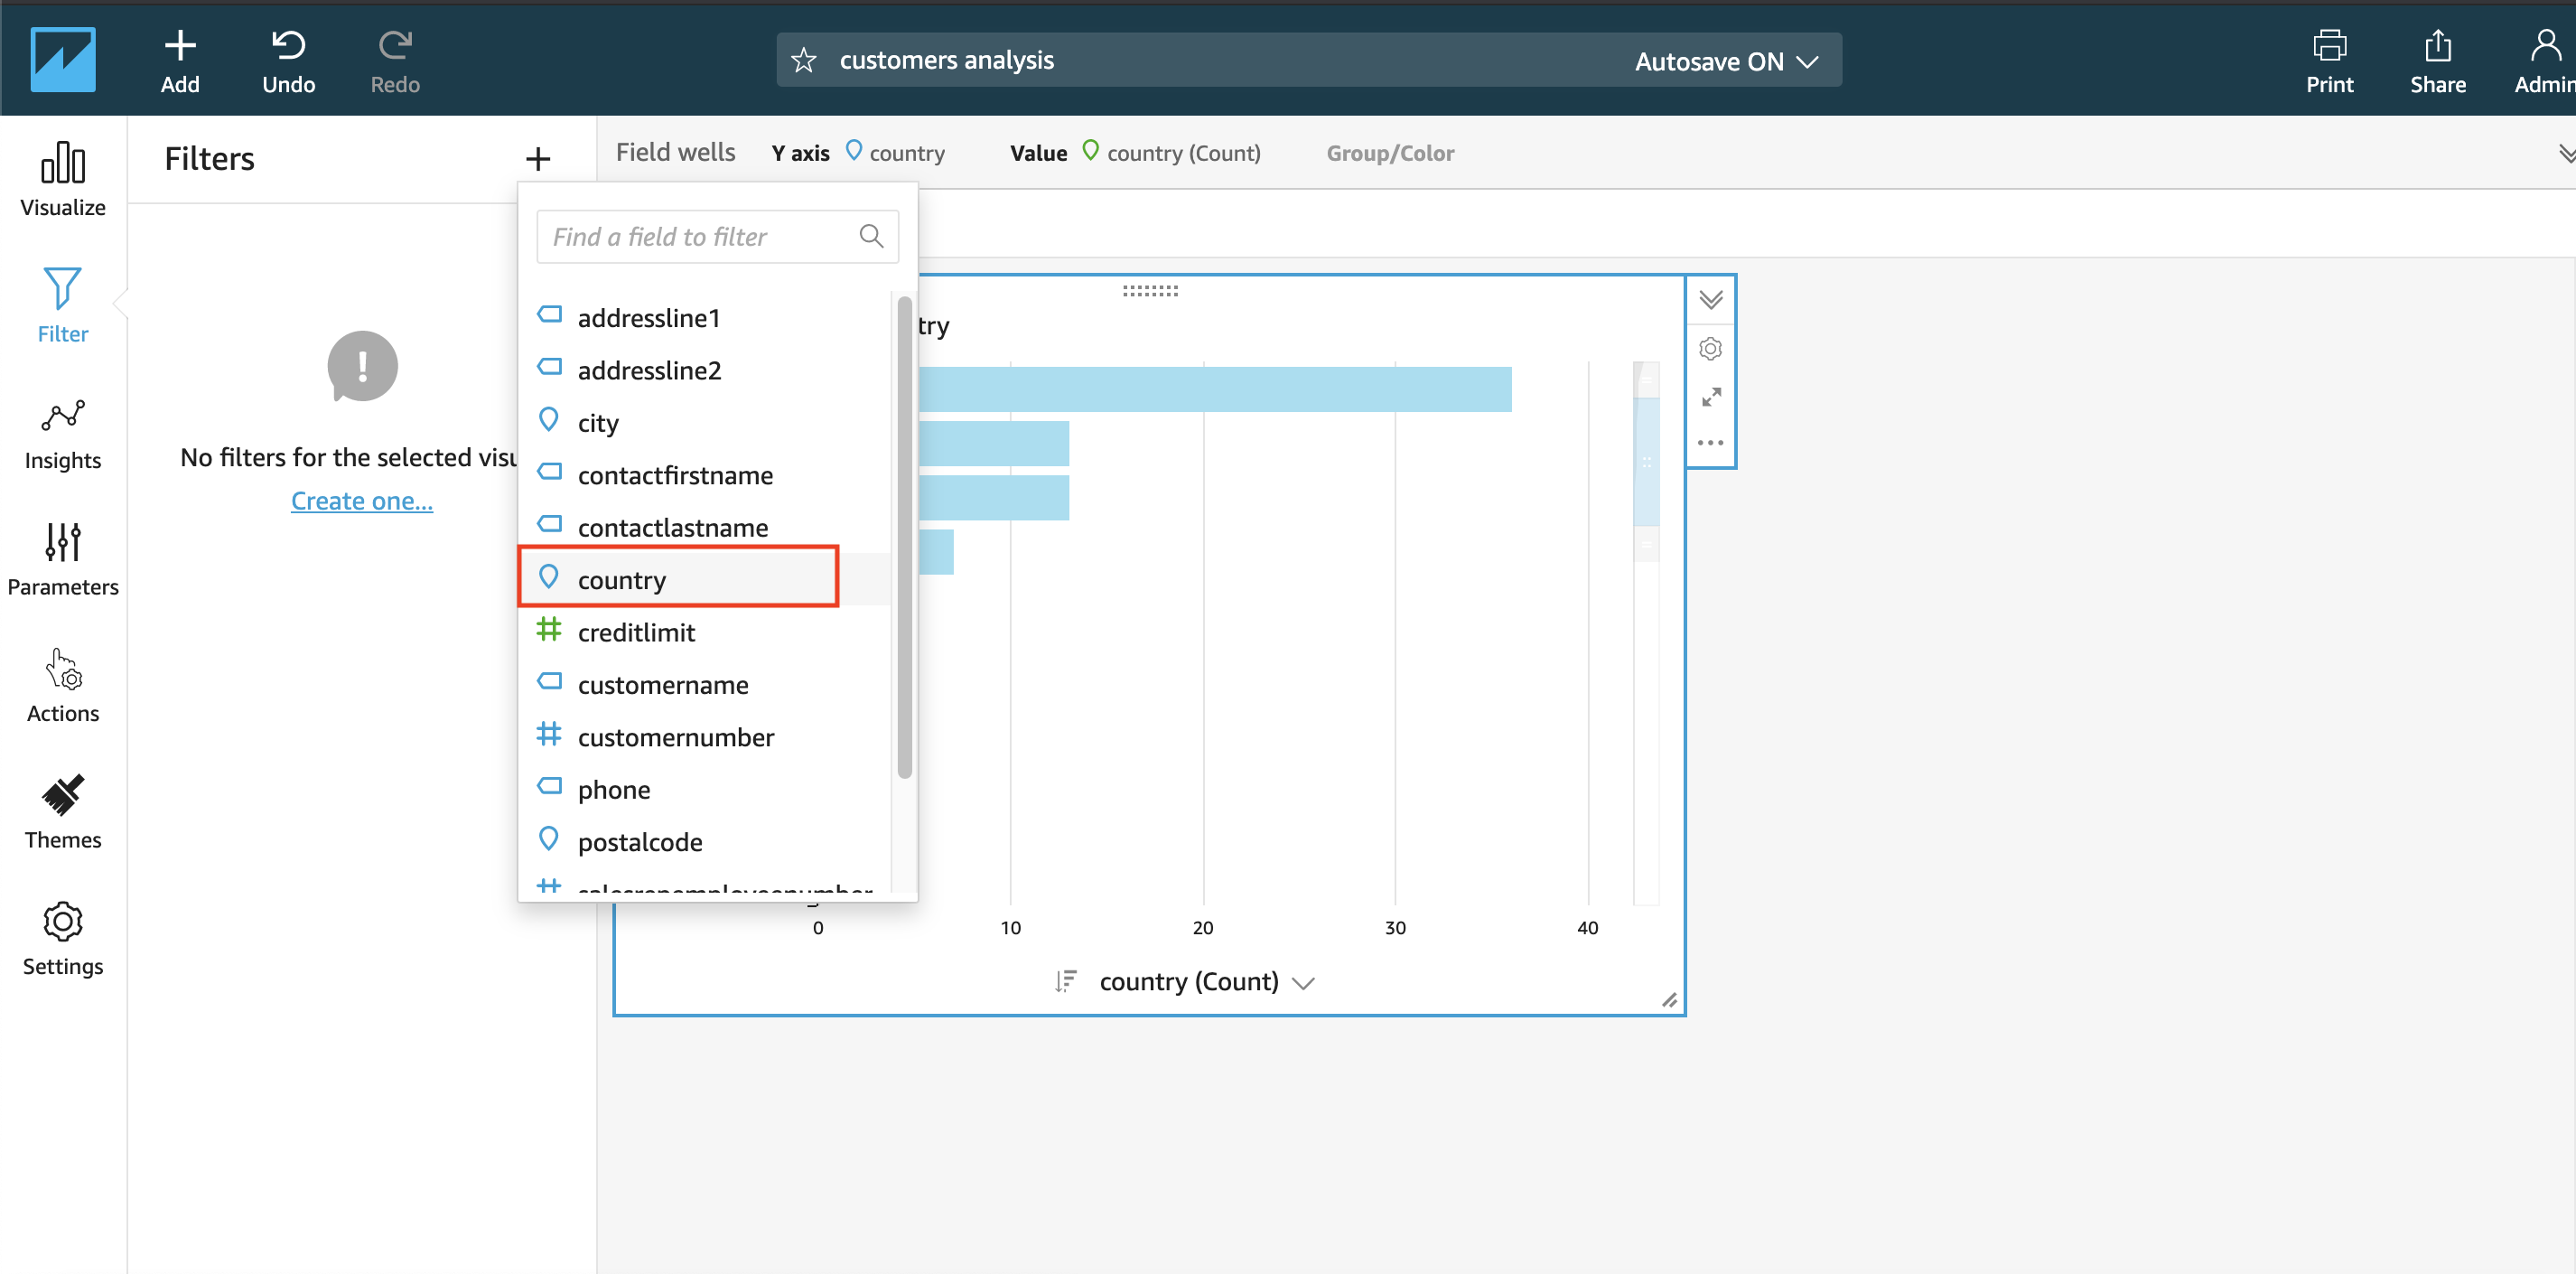 Add
Undo
Redo
customers analysis
Autosave ON
Print
Share
Admin
Visualize
Filter
Insights
Parameters
Actions
Themes
Settings
Filters
No filters for the selected
Create one...
Field wells
Y axis country
Value country (Count)
Group/Color
Find a field to filter
addressline1
addressline2
city
contactfirstname
contactlastname
country
creditlimit
customername
customernumber
phone
postalcode
salesrepemployeenumber
try
0 10 20 30 40
country (Count)